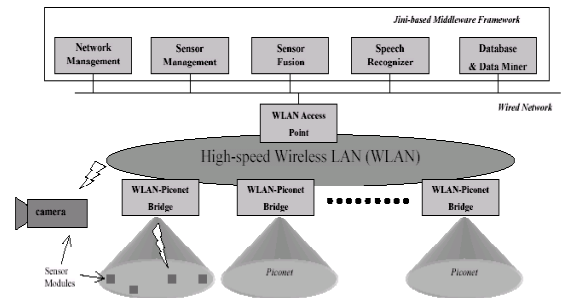 Jini-based Middleware Framework
Network
Management
Sensor
Management
Sensor
Fusion
Speech
Recognizer
Database
& Data Miner
Wired Network
WLAN Access
Point
High-speed Wireless LAN (WLAN)
WLAN-Piconet
Bridge
WLAN-Piconet
Bridge
WLAN-Piconet
Bridge
camera
Sensor
Modules
Piconet
Piconet